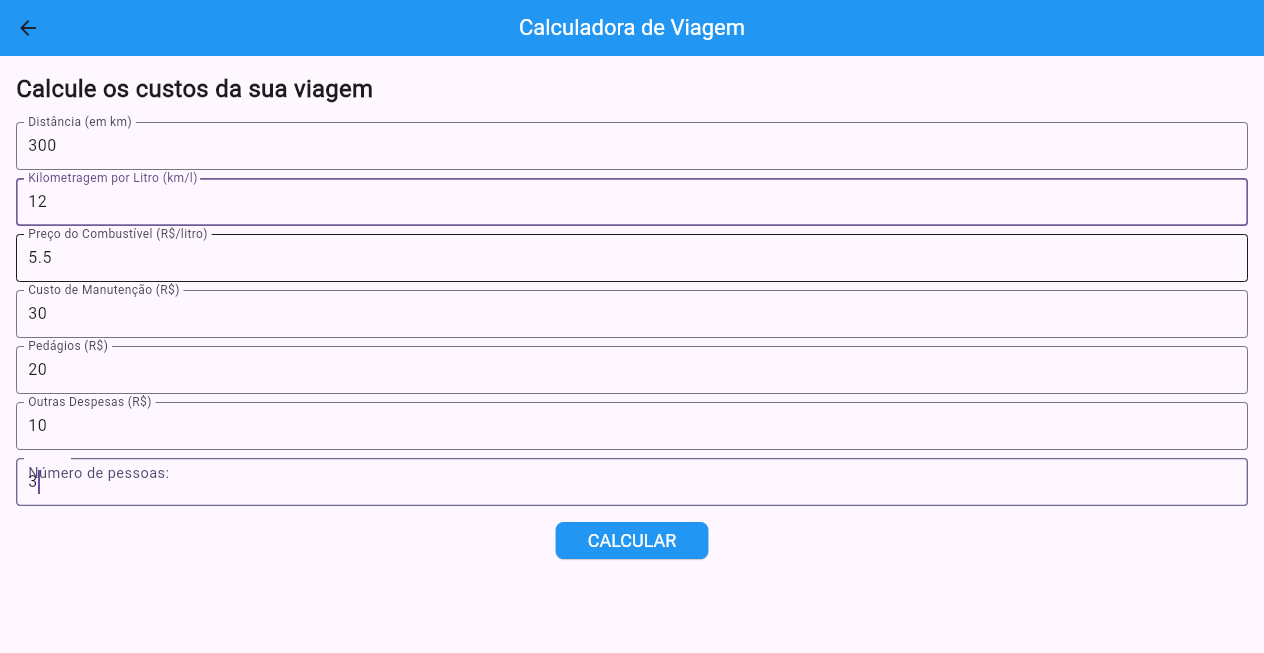 Calculadora de Viagem
Calcule os custos da sua viagem
Distância (em km)
300
Kilometragem por Litro (km/l)
12
Preço do Combustível (R$/litro)
5.5
Custo de Manutenção (R$)
30
Pedágios (R$)
20
Outras Despesas (R$)
10
Número de pessoas:
3
CALCULAR